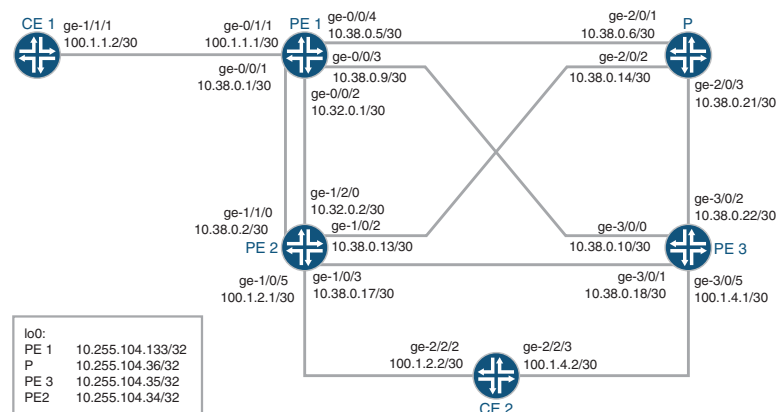 CE 1
ge-1/1/1
100.1.1.2/30
ge-0/1/1
100.1.1.1/30
PE 1
ge-0/0/4
10.38.0.5/30
ge-2/0/1
10.38.0.6/30
P
ge-0/0/1
10.38.0.1/30
ge-0/0/3
10.38.0.9/30
ge-2/0/2
10.38.0.14/30
ge-0/0/2
10.32.0.1/30
ge-2/0/3
10.38.0.21/30
ge-1/2/0
10.32.0.2/30
ge-3/0/2
10.38.0.22/30
ge-1/1/0
10.38.0.2/30
ge-1/0/2
10.38.0.13/30
ge-3/0/0
10.38.0.10/30
PE 2
PE 3
ge-1/0/5
100.1.2.1/30
ge-1/0/3
10.38.0.17/30
ge-3/0/1
10.38.0.18/30
ge-3/0/5
100.1.4.1/30
lo0:
PE 1 10.255.104.133/32
P 10.255.104.36/32
PE 3 10.255.104.35/32
PE2 10.255.104.34/32
ge-2/2/2
100.1.2.2/30
ge-2/2/3
100.1.4.2/30
CE 2